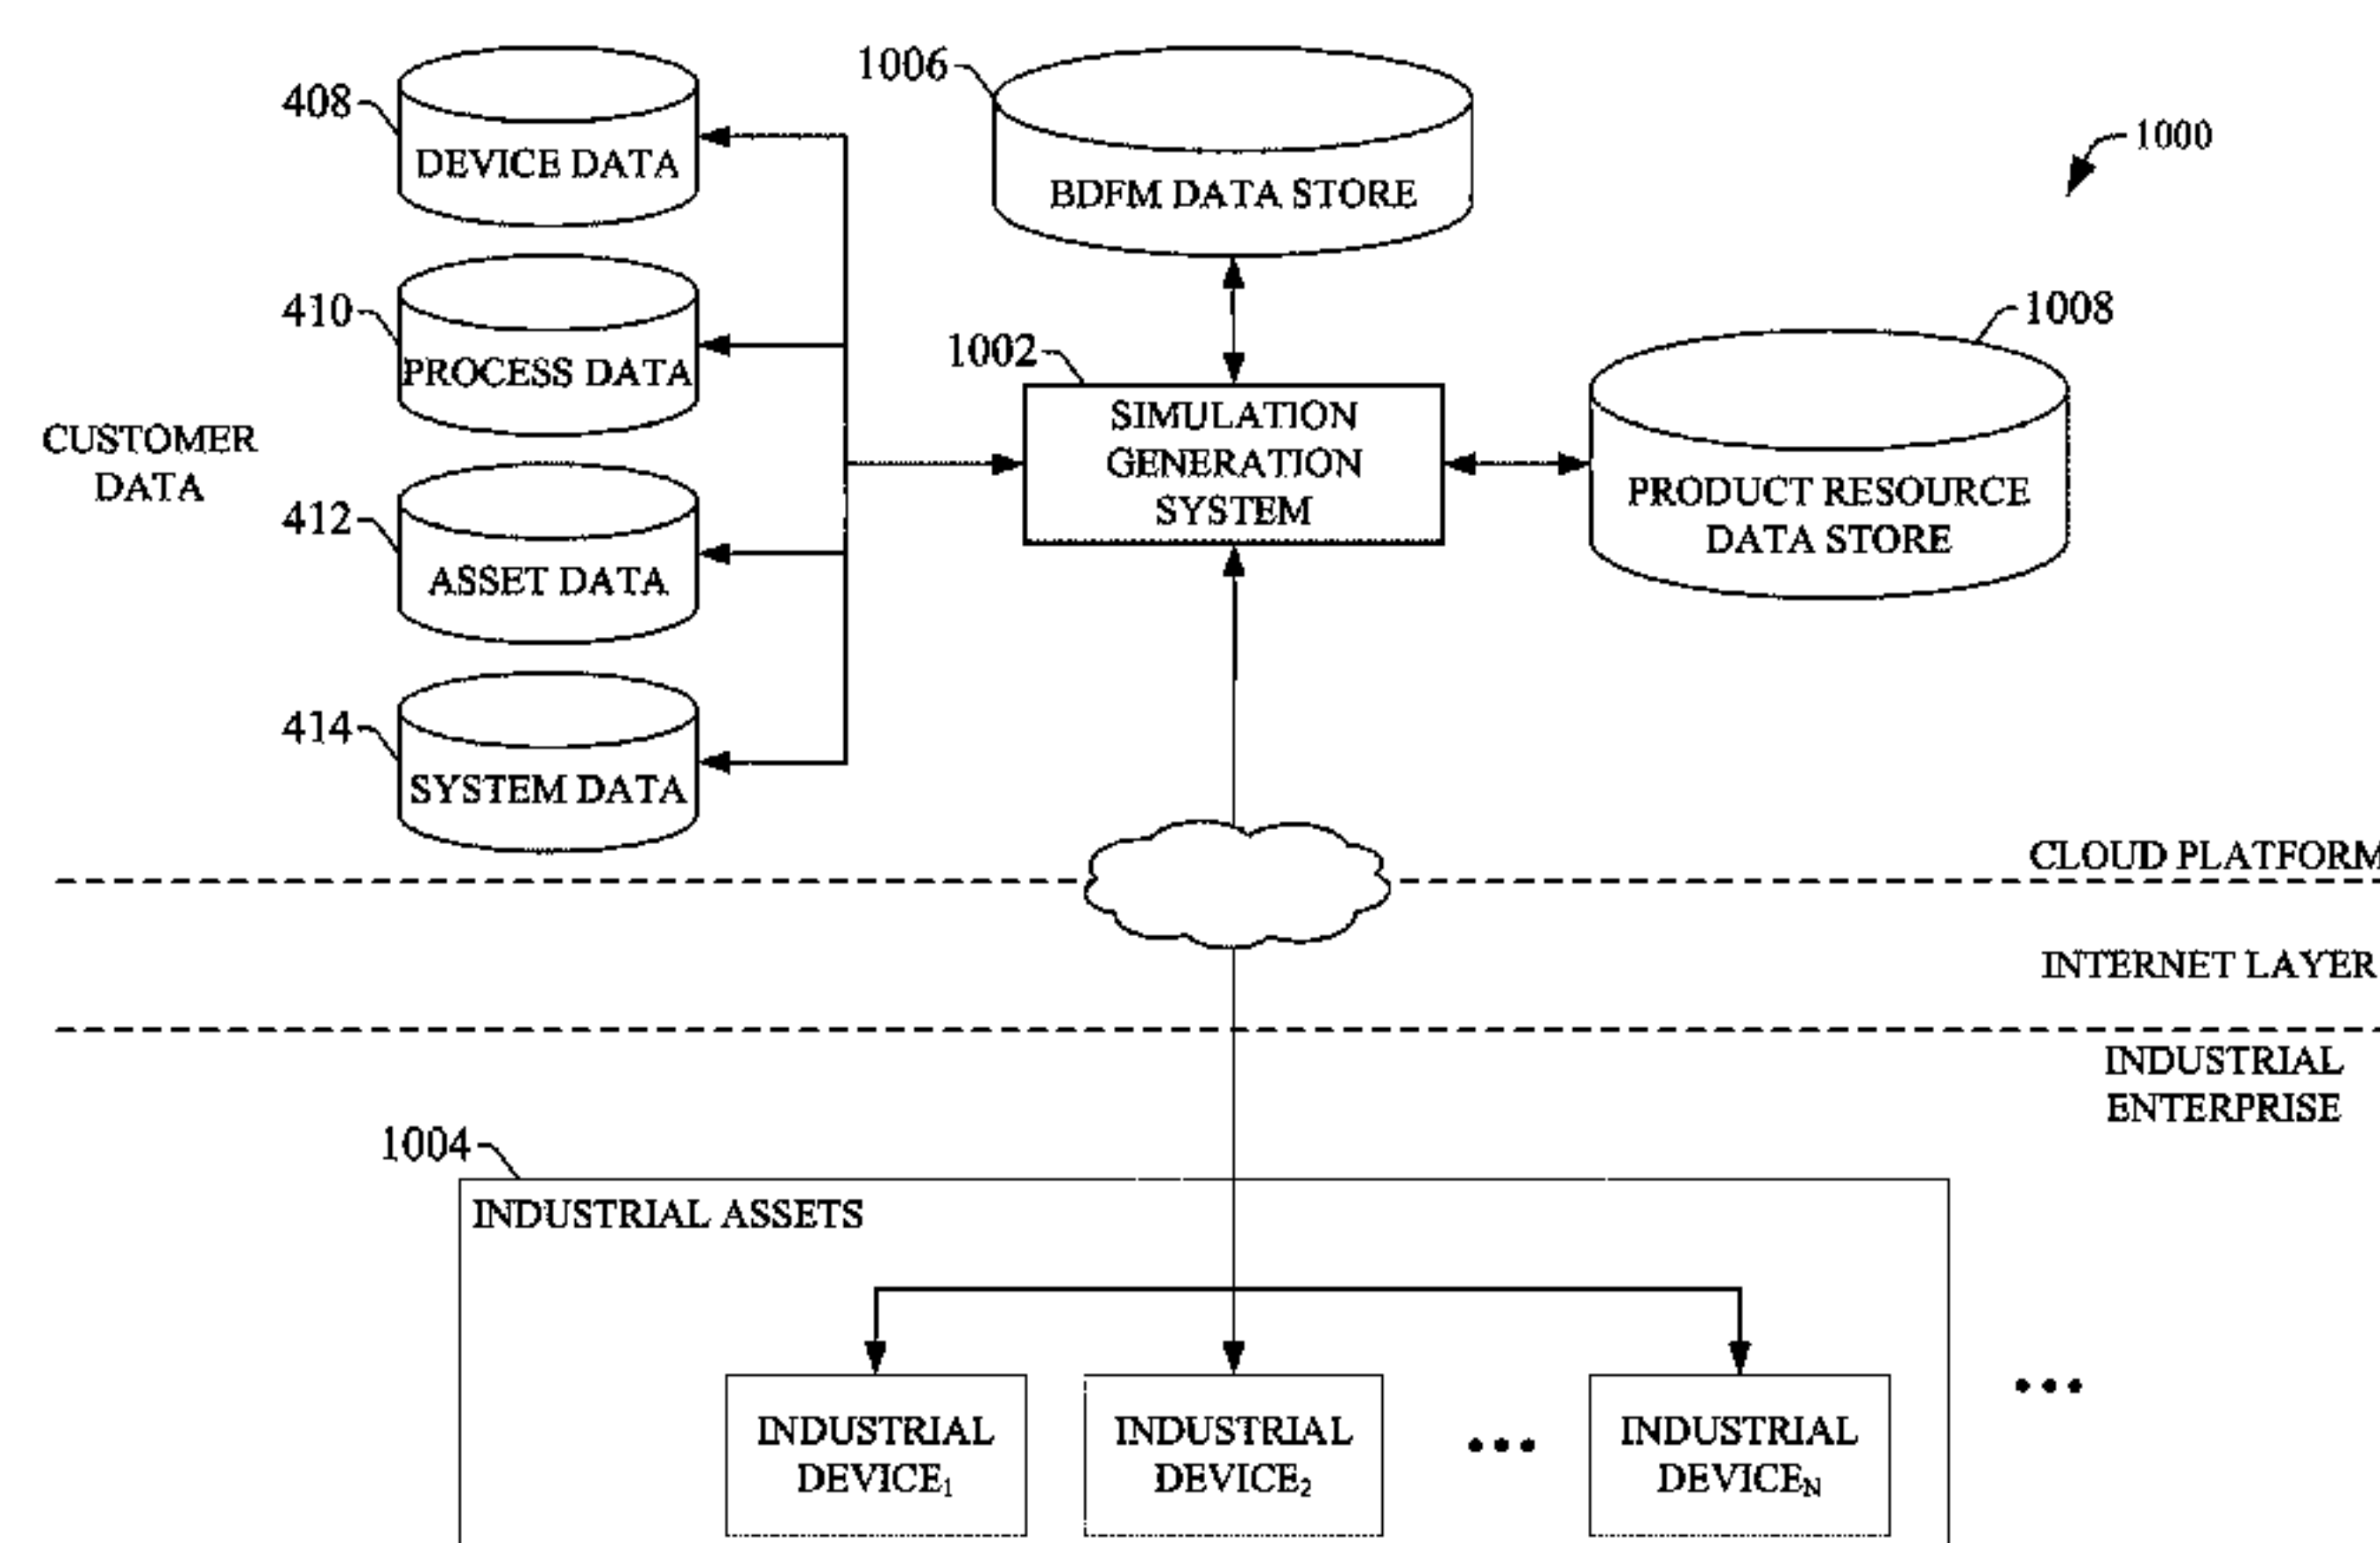 1006
408
1000
DEVICE DATA
BDFM DATA STORE
410
1008
1002
PROCESS DATA
SIMULATION
GENERATION
SYSTEM
CUSTOMER
DATA
PRODUCT RESOURCE
DATA STORE
412
ASSET DATA
414
SYSTEM DATA
CLOUD PLATFORM
INTERNET LAYER
INDUSTRIAL
ENTERPRISE
1004
INDUSTRIAL ASSETS
INDUSTRIAL
DEVICE₁
INDUSTRIAL
DEVICE₂
•••
INDUSTRIAL
DEVICE_N
•••